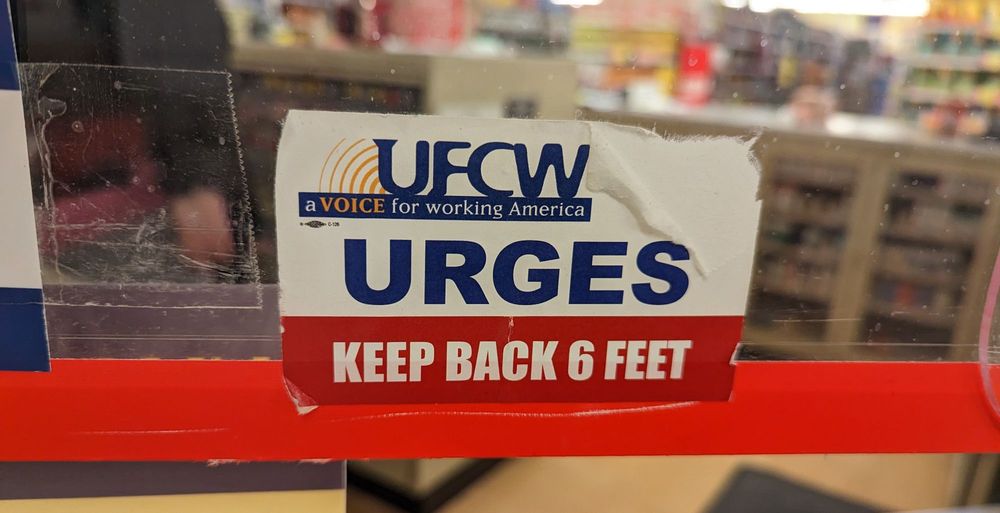 UFCW
a VOICE for working America
URGES
KEEP BACK 6 FEET